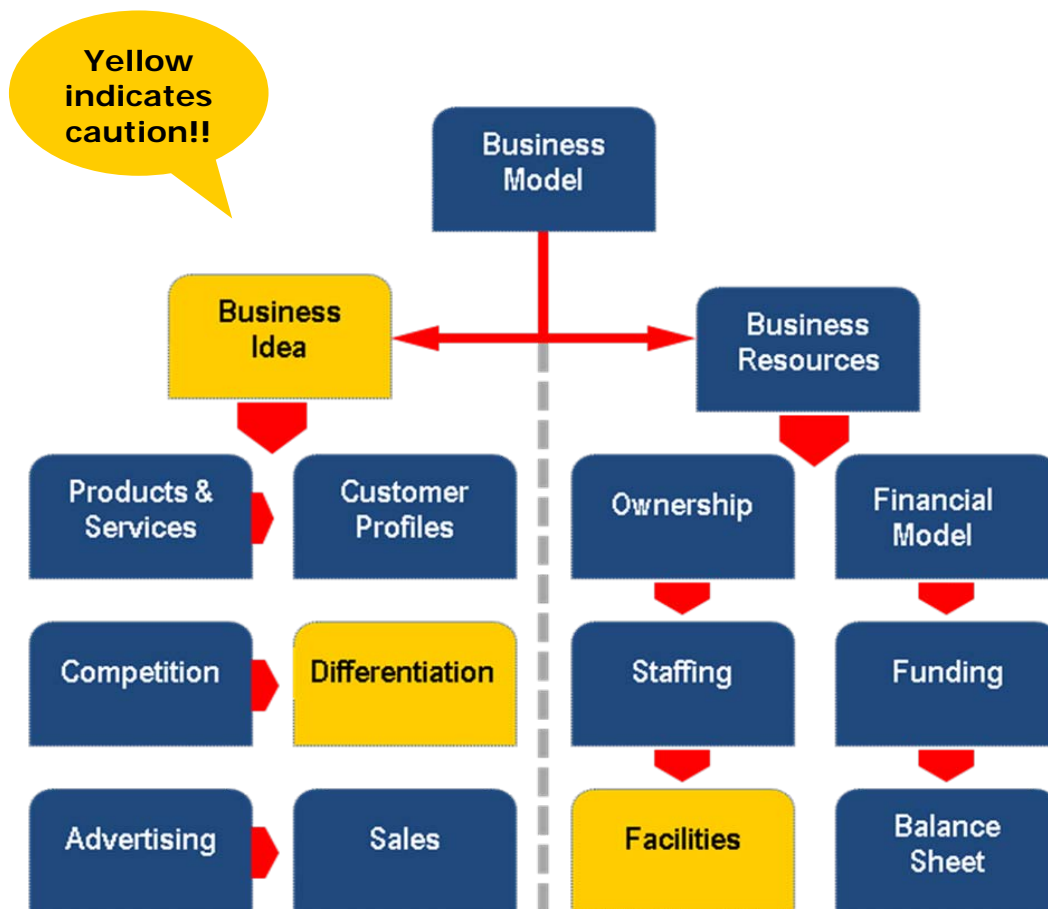 Yellow
indicates
caution!!
Business
Model
Business
Idea
Business
Resources
Products &
Services
Customer
Profiles
Ownership
Financial
Model
Competition
Differentiation
Staffing
Funding
Advertising
Sales
Facilities
Balance
Sheet